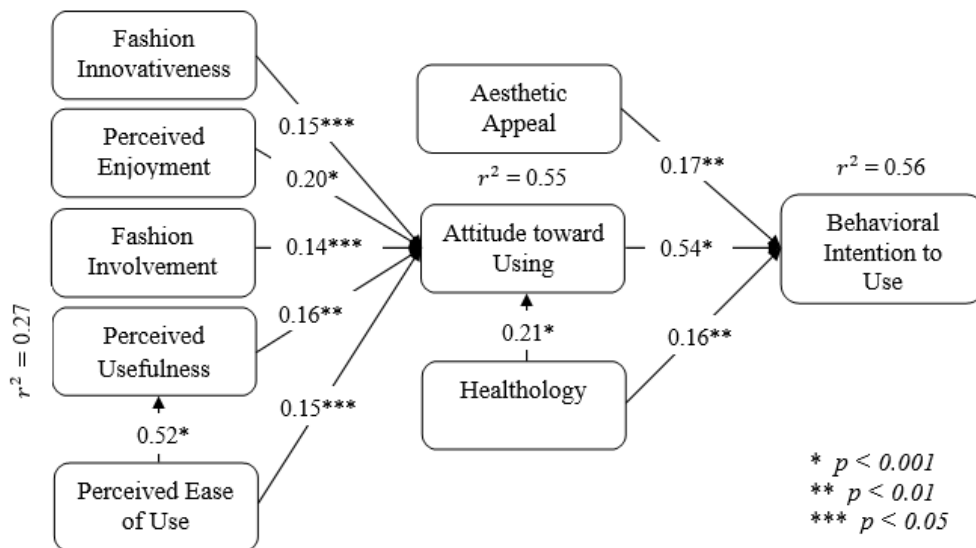 Fashion
Innovativeness
0.15***
Perceived
Enjoyment
0.20*
Fashion
Involvement
0.14***
Perceived
Usefulness
0.16**
r² = 0.27
0.52*
0.15***
Perceived Ease
of Use
Aesthetic
Appeal
0.17**
r² = 0.55
Attitude toward
Using
0.54*
0.21*
Healthology
0.16**
r² = 0.56
Behavioral
Intention to
Use
* p < 0.001
** p < 0.01
*** p < 0.05